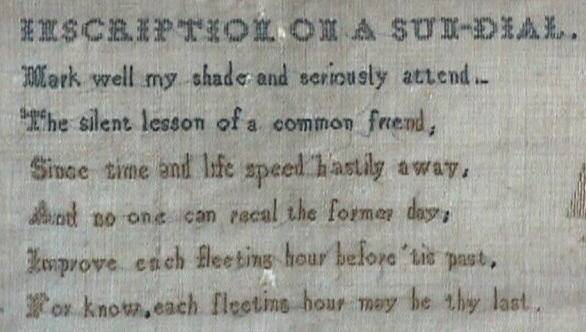 INSCRIPTION ON A SUN-DIAL.
Mark well my shade and seriously attend..
The silent lesson of a common friend,
Since time and life speed hastily away,
And no one can recal the former day;
Improve each fleeting hour before 'tis past,
For know, each fleeting hour may be thy last.